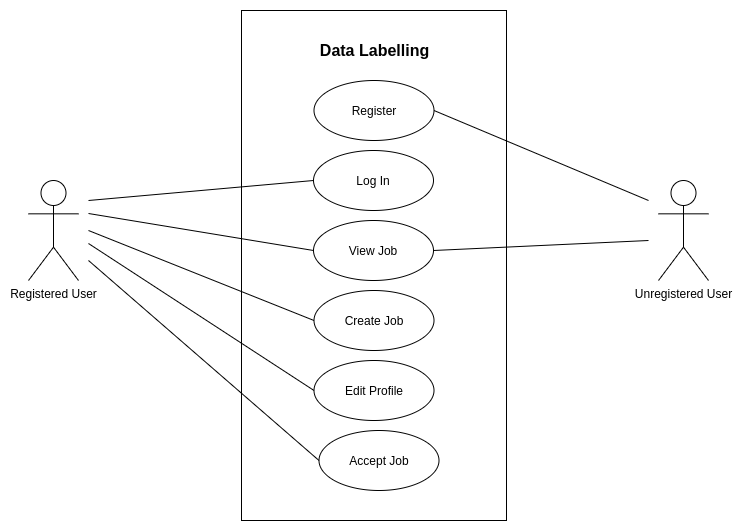 Data Labelling
Register
Log In
View Job
Create Job
Edit Profile
Accept Job
Registered User
Unregistered User